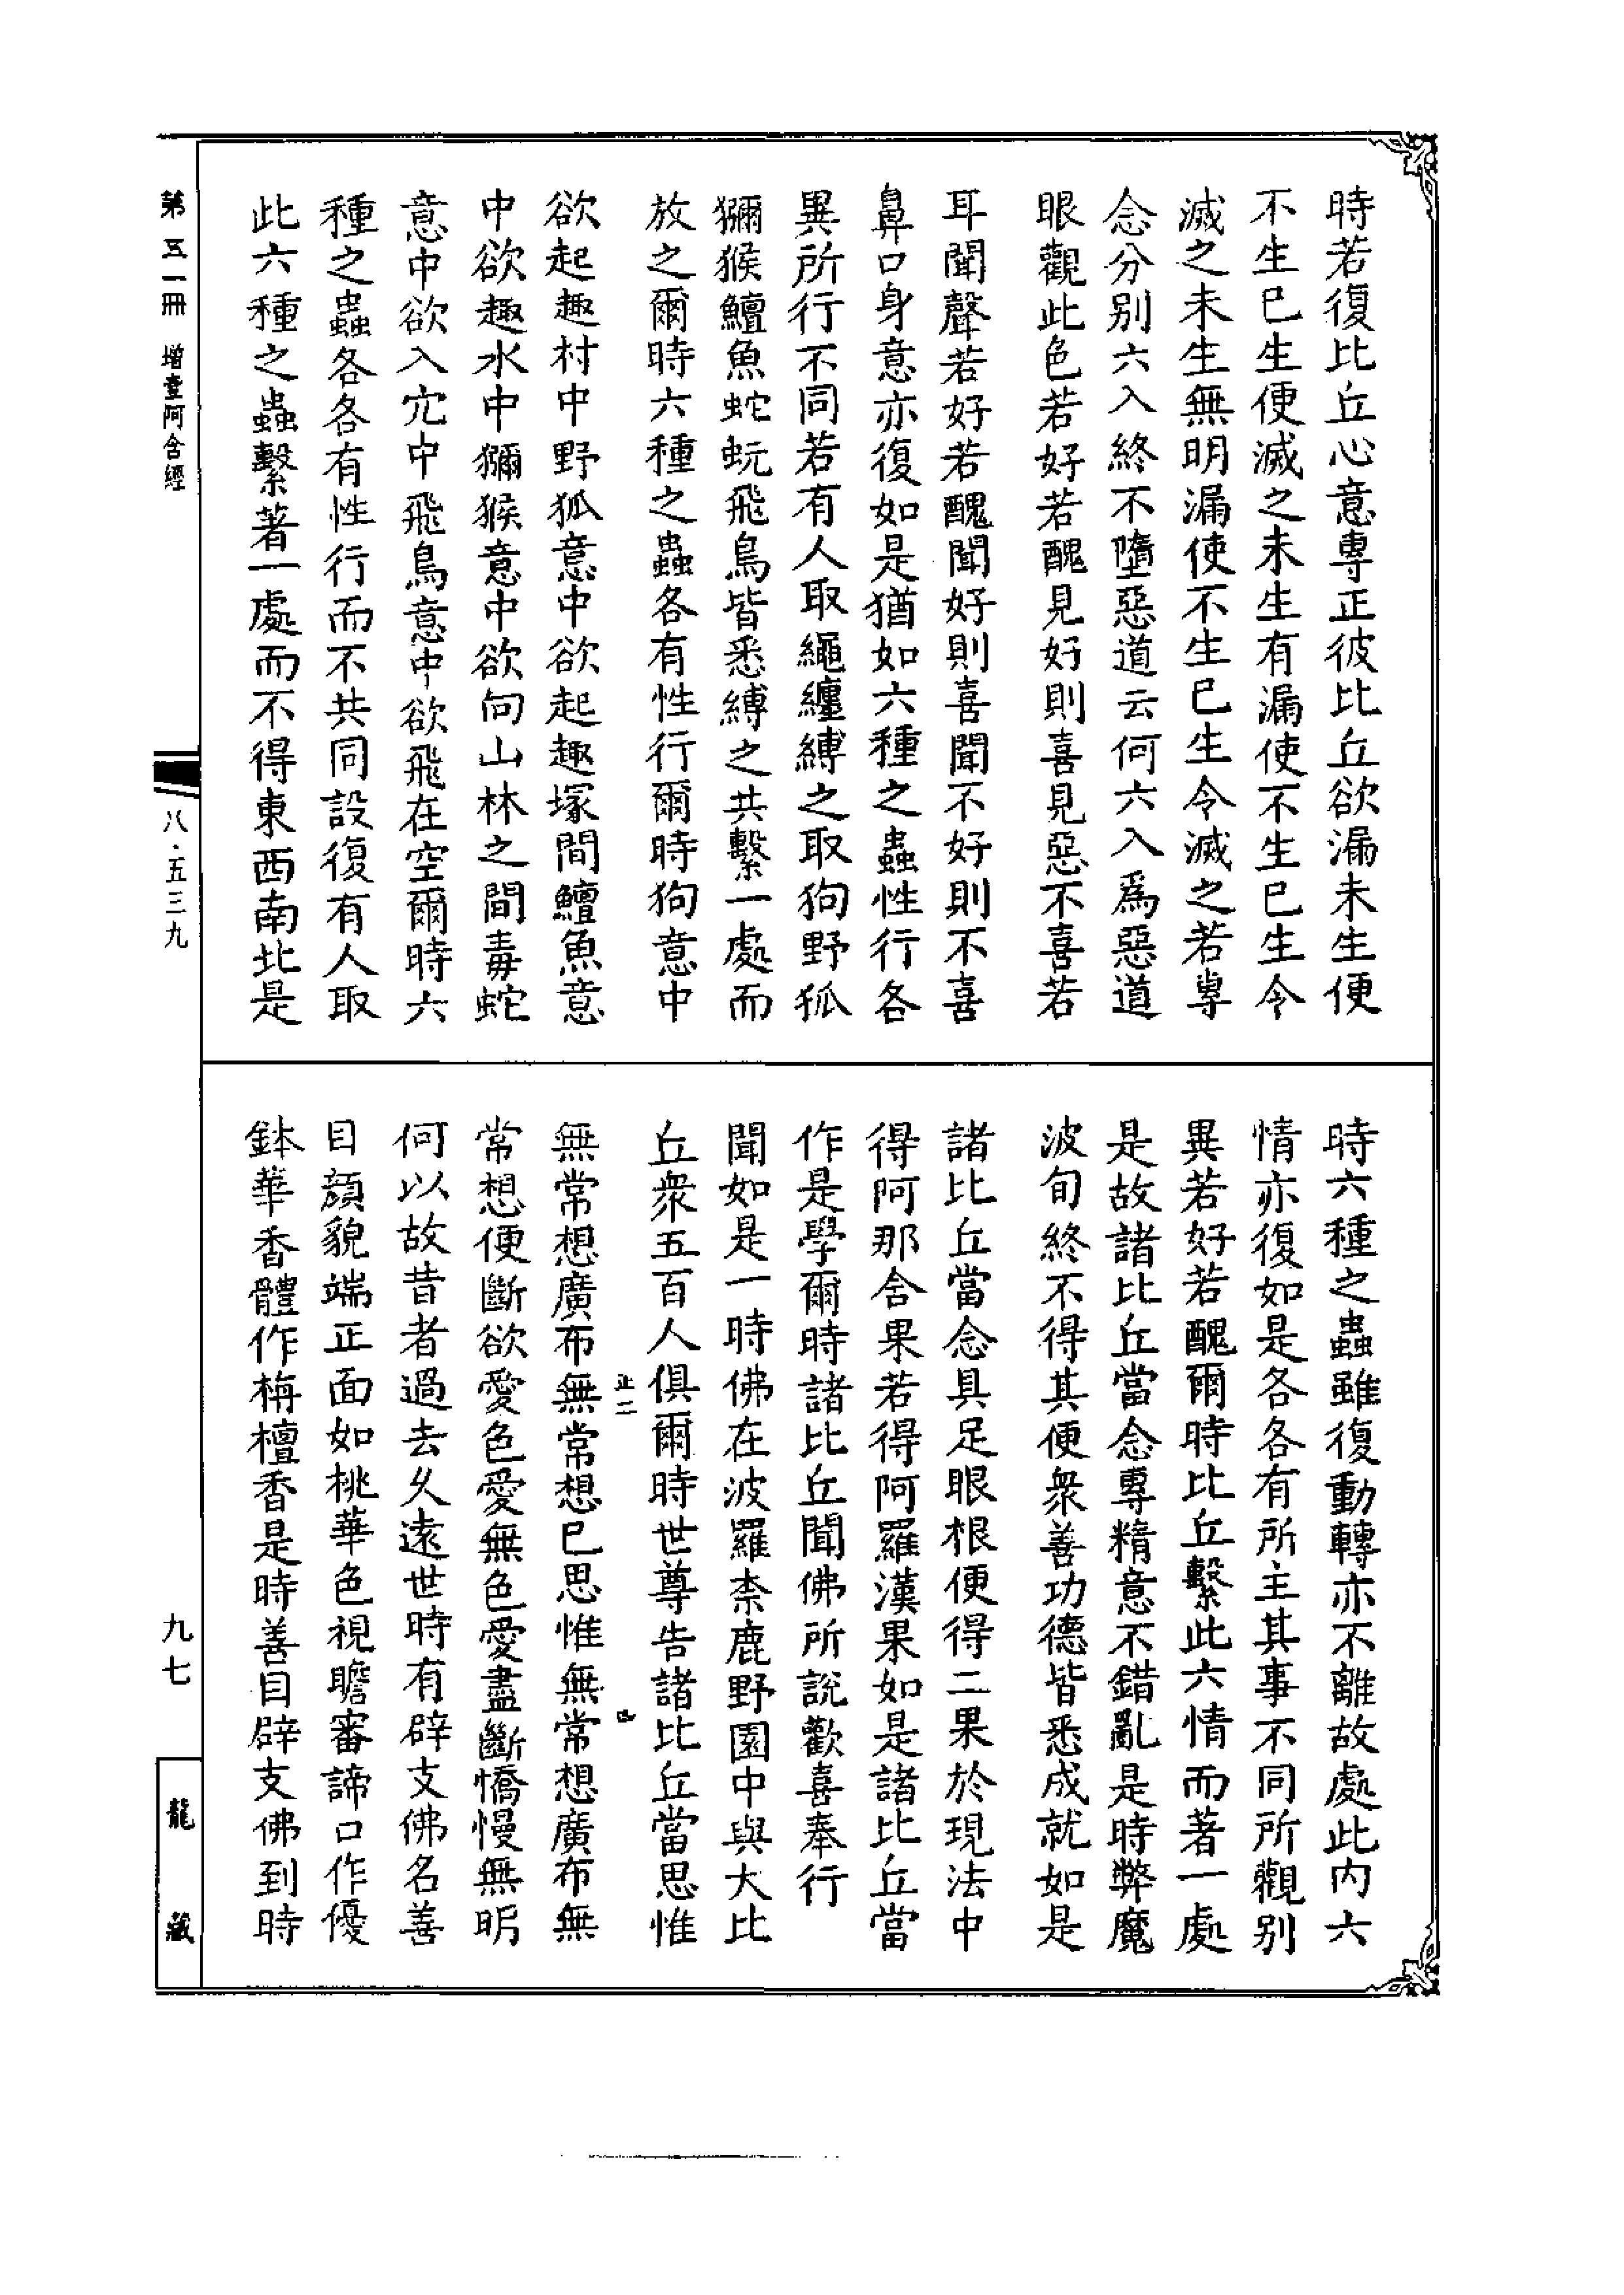 時若復比丘心意專正彼比丘欲漏未生便
不生已生便滅之未生有漏使不生已生令
滅之未生無明漏使不生已生令滅之若專
念分別六入終不墮惡道云何六入爲惡道
眼觀此色若好若醜見好則喜見惡不喜若
耳聞聲若好若醜聞好則喜聞不好則不喜
鼻口身意亦復如是猶如六種之蟲性行各
異所行不同若有人取繩纏縛之取狗野狐
獼猴鱣魚蛇蚖飛鳥皆悉縛之共繫一處而
放之爾時六種之蟲各有性行爾時狗意中
欲起趣村中野狐意中欲起趣塚間鱣魚意
中欲趣水中獼猴意中欲向山林之間毒蛇
意中欲入穴中飛鳥意中欲飛在空爾時六
種之蟲各各有性行而不共同設復有人取
此六種之蟲繫著一處而不得東西南北是
時六種之蟲雖復動轉亦不離故處此內六
情亦復如是各各有所主其事不同所觀別
異若好若醜爾時比丘繫此六情而著一處
是故諸比丘當念專精意不錯亂是時弊魔
波旬終不得其便衆善功德皆悉成就如是
諸比丘當念具足眼根便得二果於現法中
得阿那含果若得阿羅漢果如是諸比丘當
作是學爾時諸比丘聞佛所說歡喜奉行
聞如是一時佛在波羅柰鹿野園中與大比
丘衆五百人俱爾時世尊告諸比丘當思惟
無常想廣布無常想已思惟無常想廣布無
常想便斷欲愛色愛無色愛盡斷憍慢無明
何以故昔者過去久遠世時有辟支佛名善
目顏貌端正面如桃華色視瞻審諦口作優
鉢華香體作栴檀香是時善目辟支佛到時
第五一冊 增壹阿含經
八·五三九
九七
龍藏